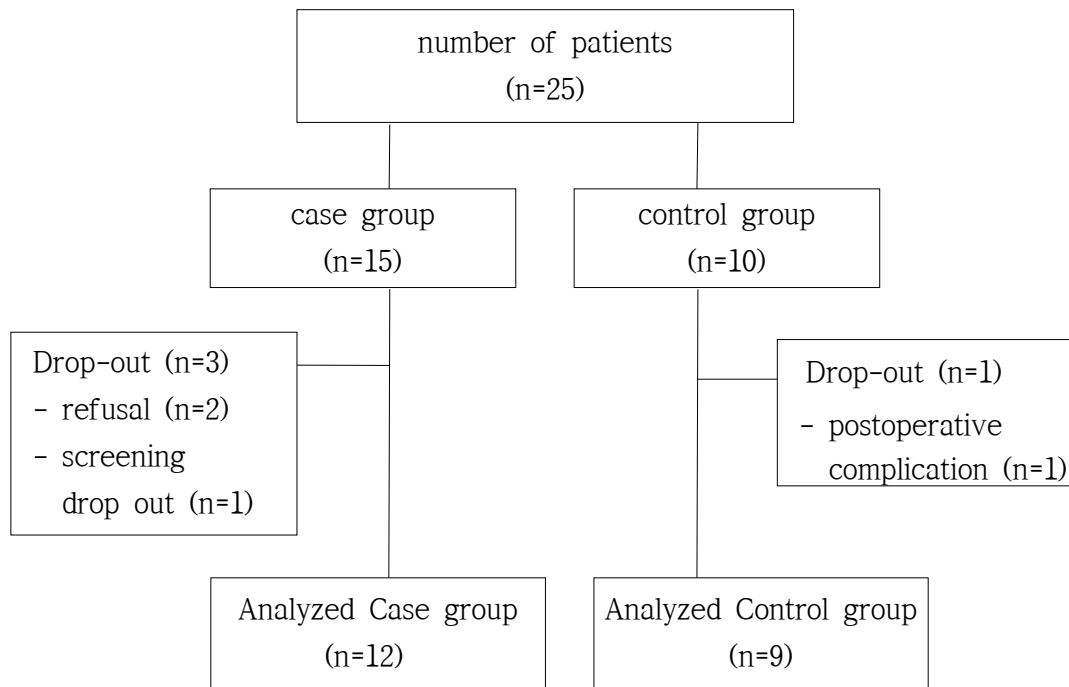 number of patients
(n=25)
case group
(n=15)
control group
(n=10)
Drop-out (n=3)
- refusal (n=2)
- screening
drop out (n=1)
Drop-out (n=1)
- postoperative
complication (n=1)
Analyzed Case group
(n=12)
Analyzed Control group
(n=9)